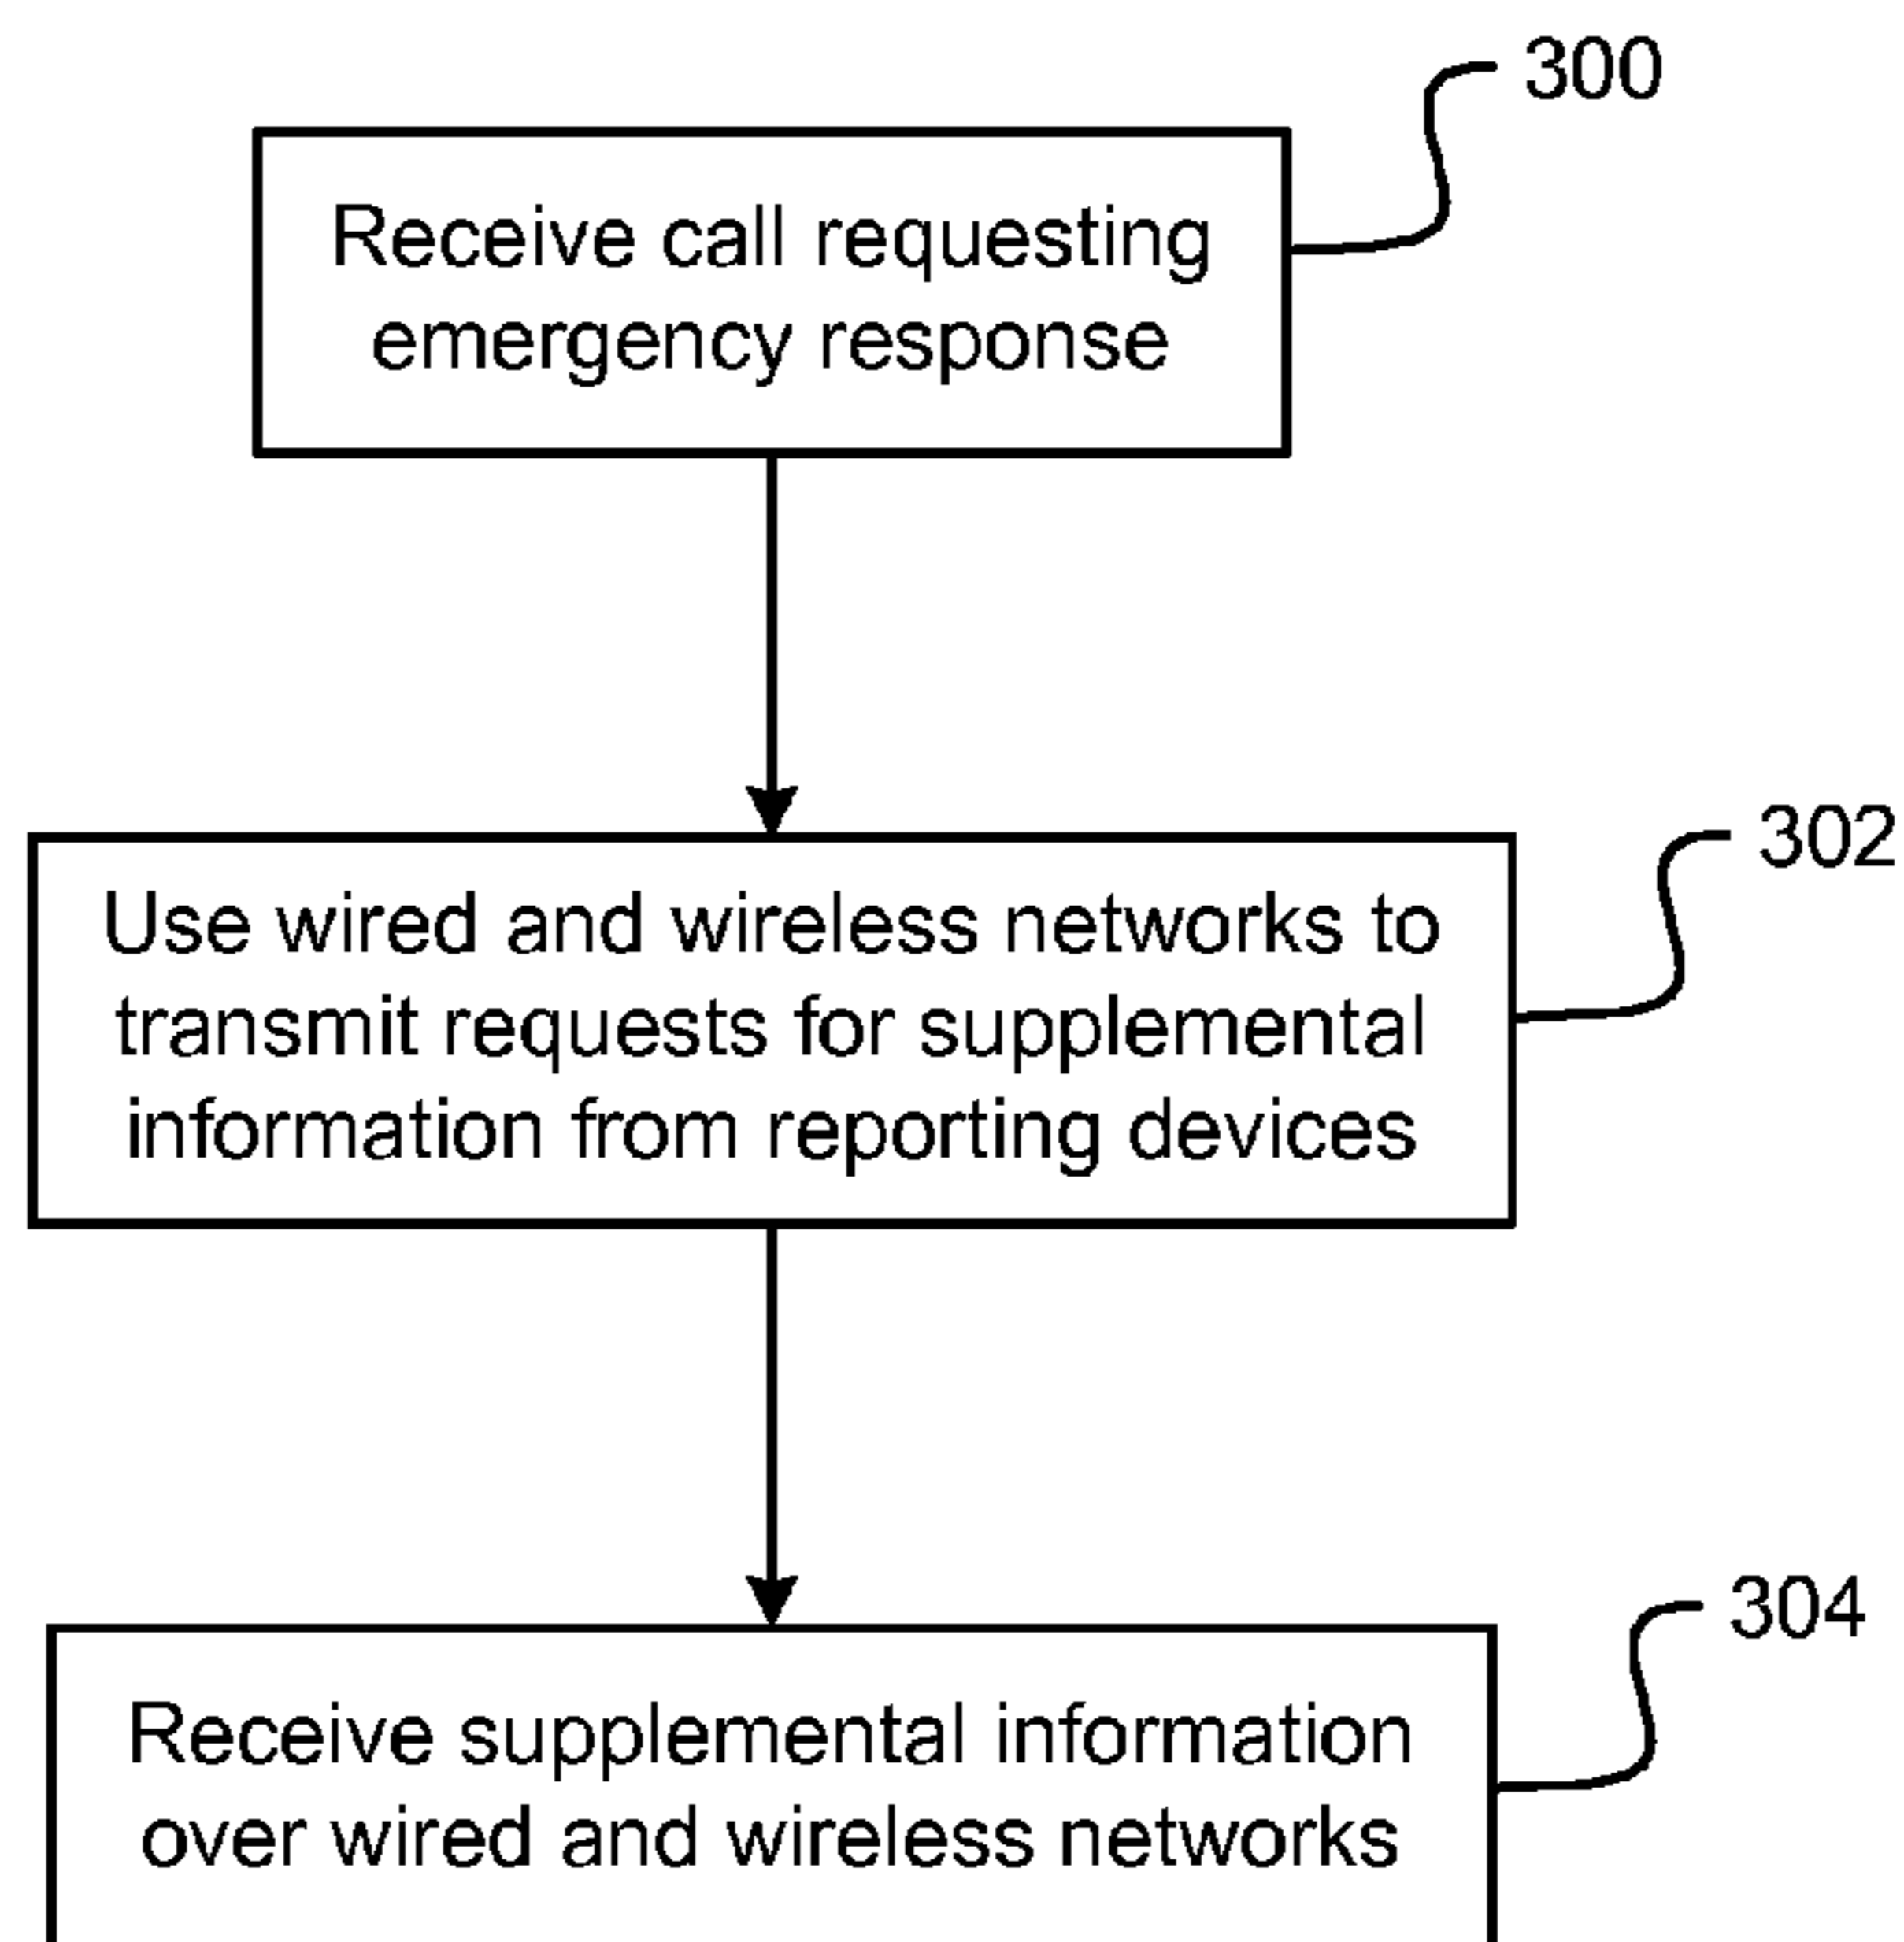 300
Receive call requesting
emergency response
302
Use wired and wireless networks to
transmit requests for supplemental
information from reporting devices
304
Receive supplemental information
over wired and wireless networks